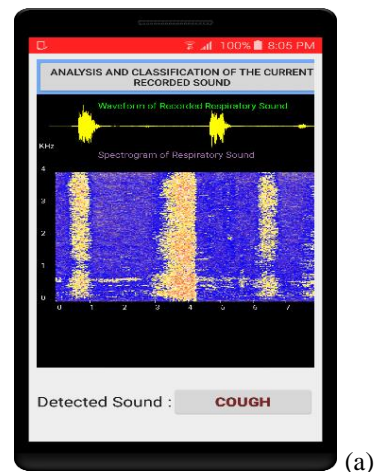 100% 8:05 PM
ANALYSIS AND CLASSIFICATION OF THE CURRENT
RECORDED SOUND
Waveform of Recorded Respiratory Sound
KHz
Spectrogram of Respiratory Sound
4
3
2
1
0
0 1 2 3 4 5 6 7
Detected Sound : COUGH
(a)